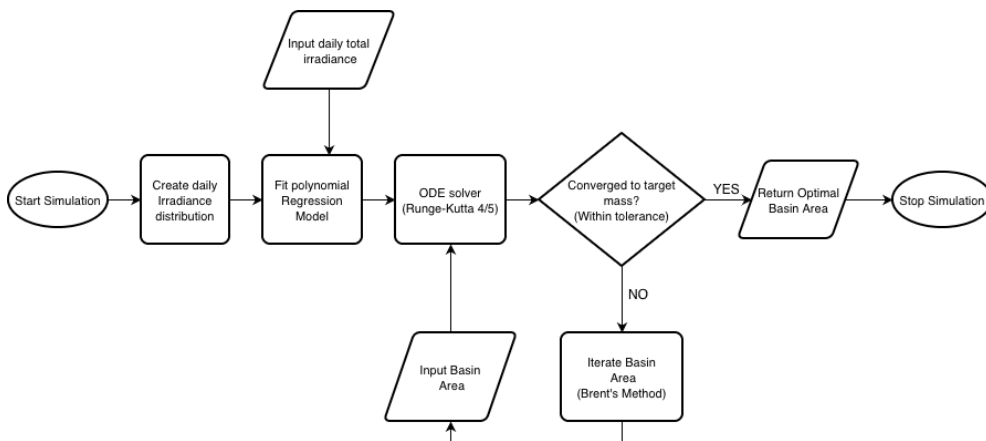 Input daily total
irradiance
Start Simulation
Create daily
Irradiance
distribution
Fit polynomial
Regression
Model
ODE solver
(Runge-Kutta 4/5)
Converged to target
mass?
(Within tolerance)
YES
Return Optimal
Basin Area
Stop Simulation
NO
Input Basin
Area
Iterate Basin
Area
(Brent's Method)